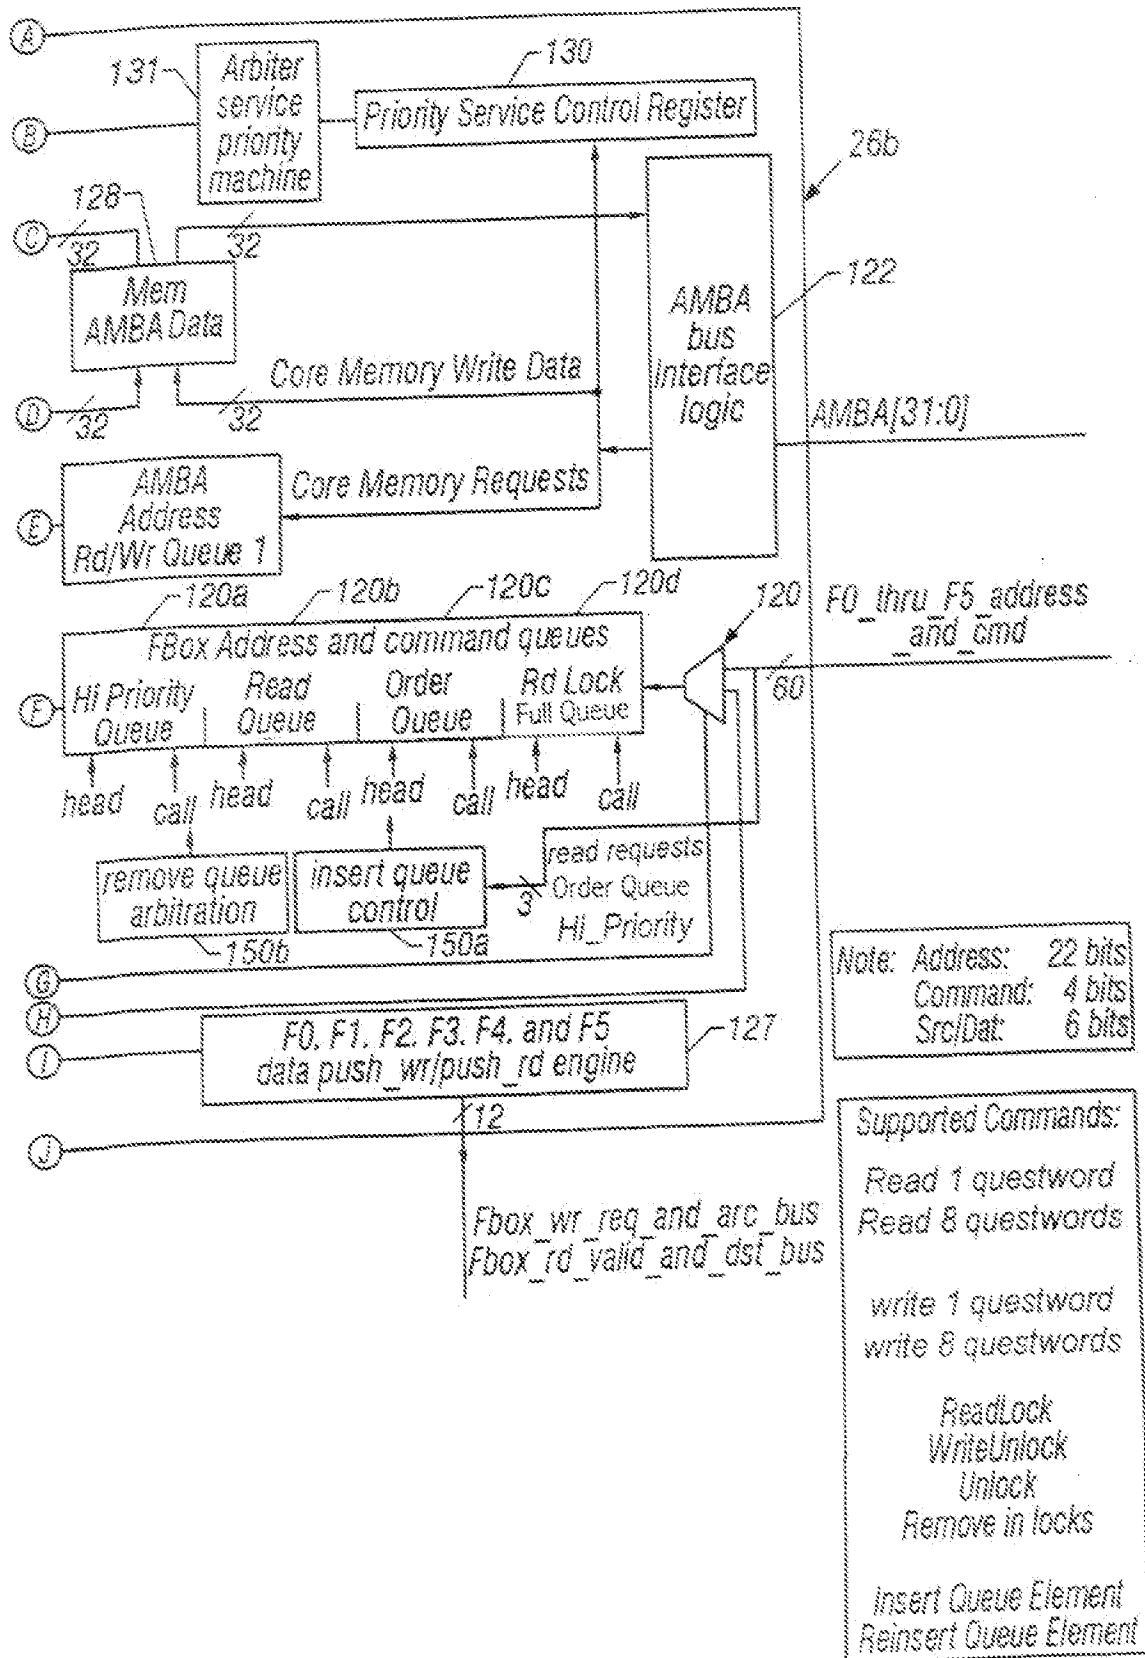 A
131
Arbiter
service
priority
machine
130
Priority Service Control Register
B
26b
128
C
32
32
Mem
AMBA Data
AMBA
bus
interface
logic
122
Core Memory Write Data
D
32
32
AMBA[31:0]
E
AMBA
Address
Rd/Wr Queue 1
Core Memory Requests
120a
120b
120c
120d
120
F0_thru_F5_address
_and_cmd
60
FBox Address and command queues
F
Hi Priority
Queue
Read
Queue
Order
Queue
Rd Lock
Full Queue
head
call
head
call
head
call
head
call
remove queue
arbitration
150b
insert queue
control
150a
3
read requests
Order Queue
Hi_Priority
G
H
I
F0. F1. F2. F3. F4. and F5
data push_wr/push_rd engine
127
12
J
Fbox_wr_req_and_arc_bus
Fbox_rd_valid_and_dst_bus
Note: Address: 22 bits
Command: 4 bits
Src/Dat: 6 bits
Supported Commands:
Read 1 questword
Read 8 questwords
write 1 questword
write 8 questwords
ReadLock
WriteUnlock
Unlock
Remove in locks
Insert Queue Element
Reinsert Queue Element